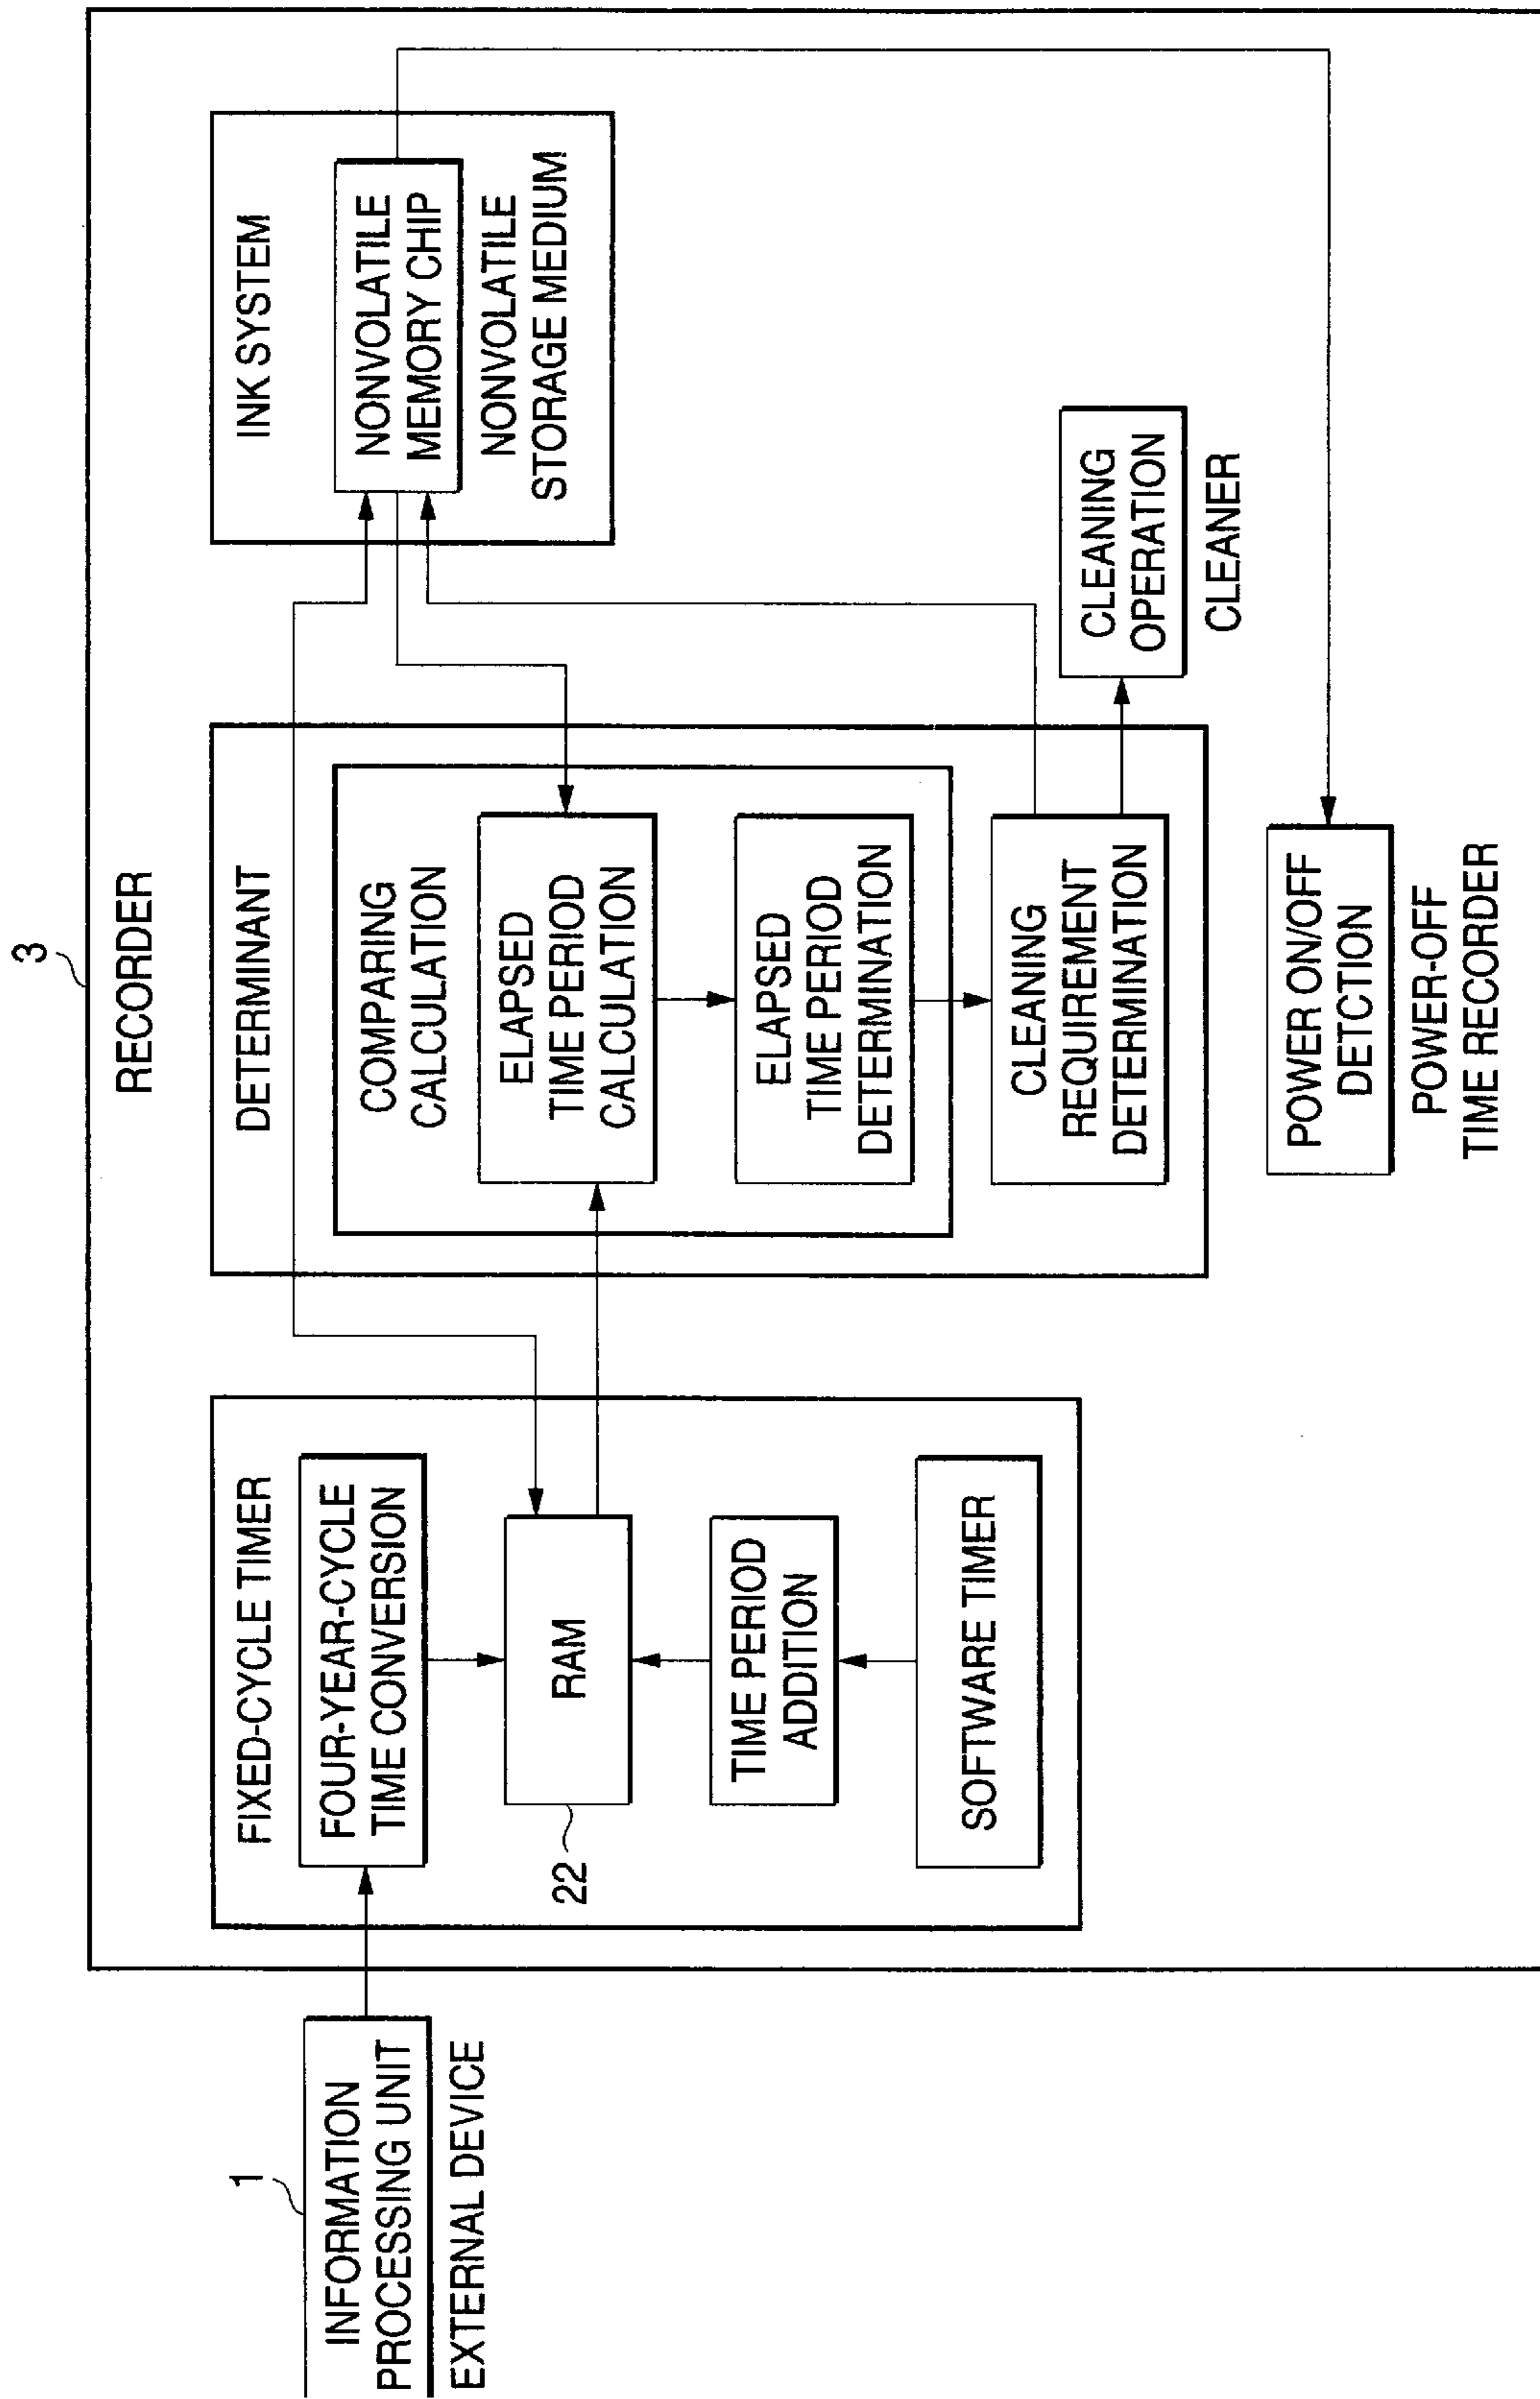 3
RECORDER
1
INFORMATION
PROCESSING UNIT
EXTERNAL DEVICE
FIXED-CYCLE TIMER
FOUR-YEAR-CYCLE
TIME CONVERSION
RAM
22
TIME PERIOD
ADDITION
SOFTWARE TIMER
DETERMINANT
COMPARING
CALCULATION
ELAPSED
TIME PERIOD
CALCULATION
ELAPSED
TIME PERIOD
DETERMINATION
CLEANING
REQUIREMENT
DETERMINATION
POWER ON/OFF
DETCTION
POWER-OFF
TIME RECORDER
INK SYSTEM
NONVOLATILE
MEMORY CHIP
NONVOLATILE
STORAGE MEDIUM
CLEANING
OPERATION
CLEANER